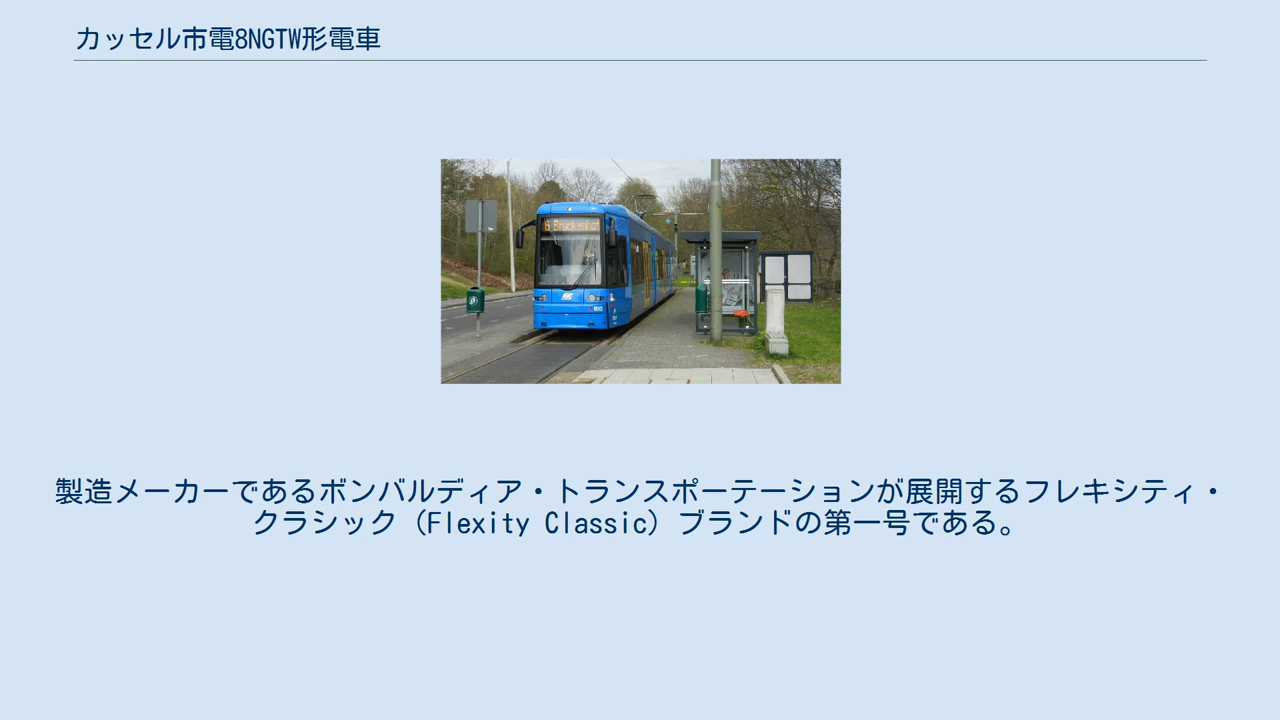 カッセル市電8NGTW形電車
6 Brückenhof
製造メーカーであるボンバルディア・トランスポーテーションが展開するフレキシティ・
クラシック（Flexity Classic）ブランドの第一号である。